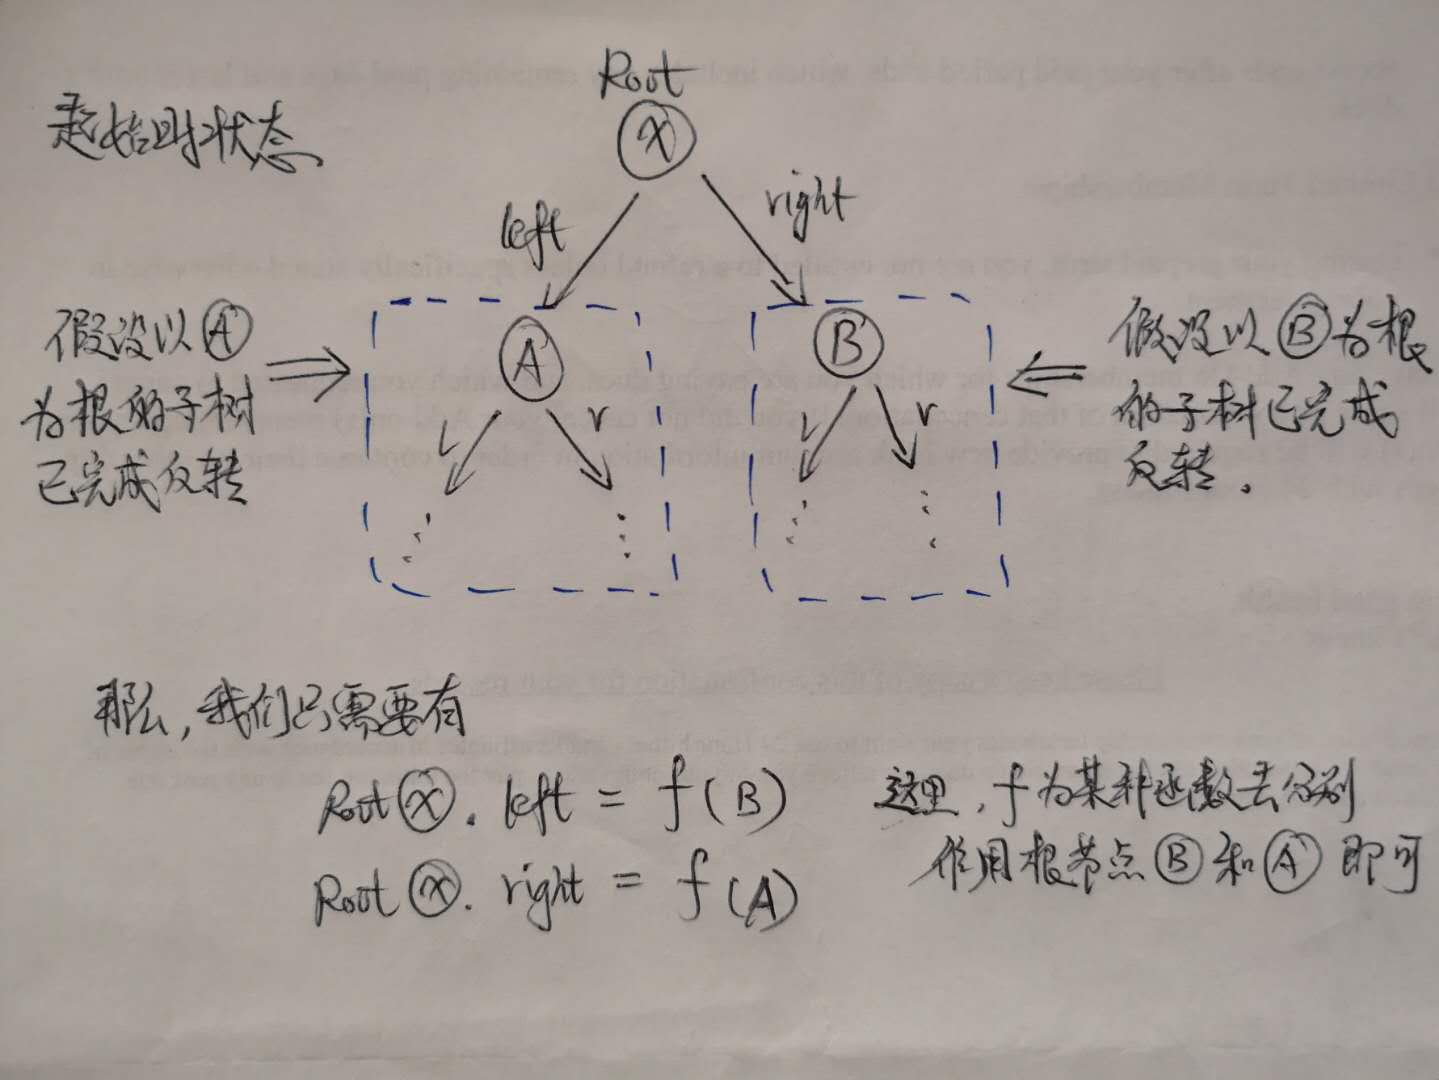 Root
起始时状态
X
left
right
假设以A
为根的子树
已完成反转
A
l
r
B
l
r
假设以B为根
的子树已完成
反转.
那么,我们只需要有
Root X. left = f(B)
Root X. right = f(A)
这里,f为某种函数去分别
作用根节点B和A即可